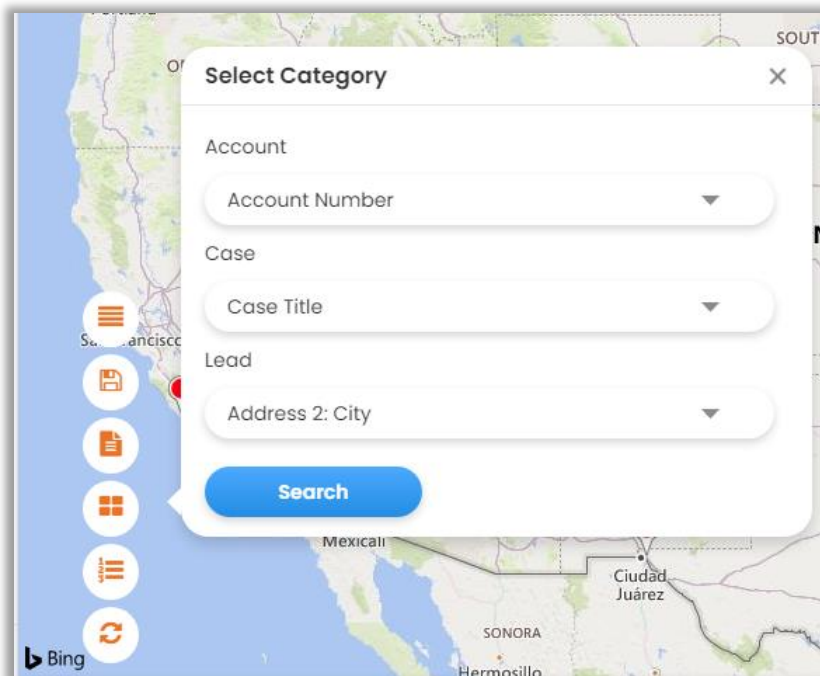 SOUT
Select Category
Account
Account Number
Case
Case Title
Lead
Address 2: City
Search
Mexicali
Ciudad
Juárez
SONORA
Hermosillo
Bing